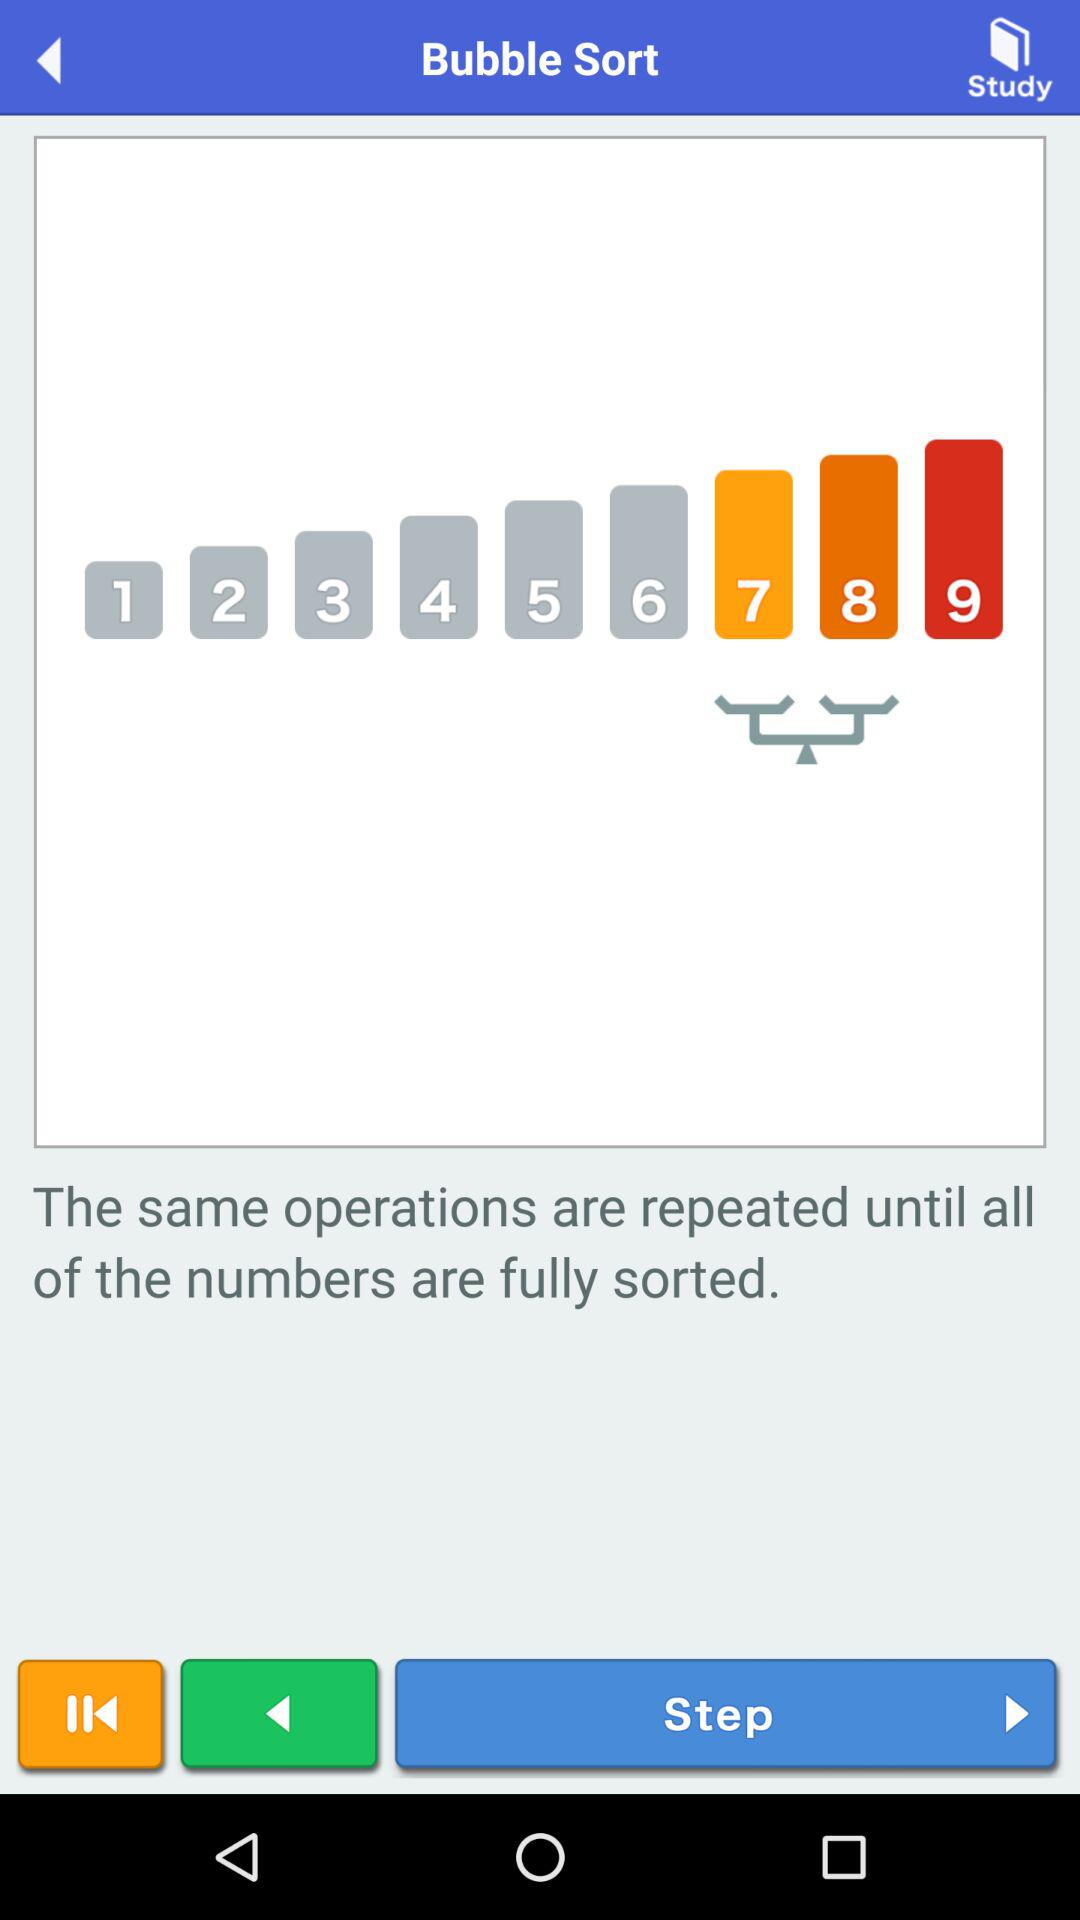 Bubble Sort
Study
1 2 3 4 5 6 7 8 9
The same operations are repeated until all
of the numbers are fully sorted.
Step